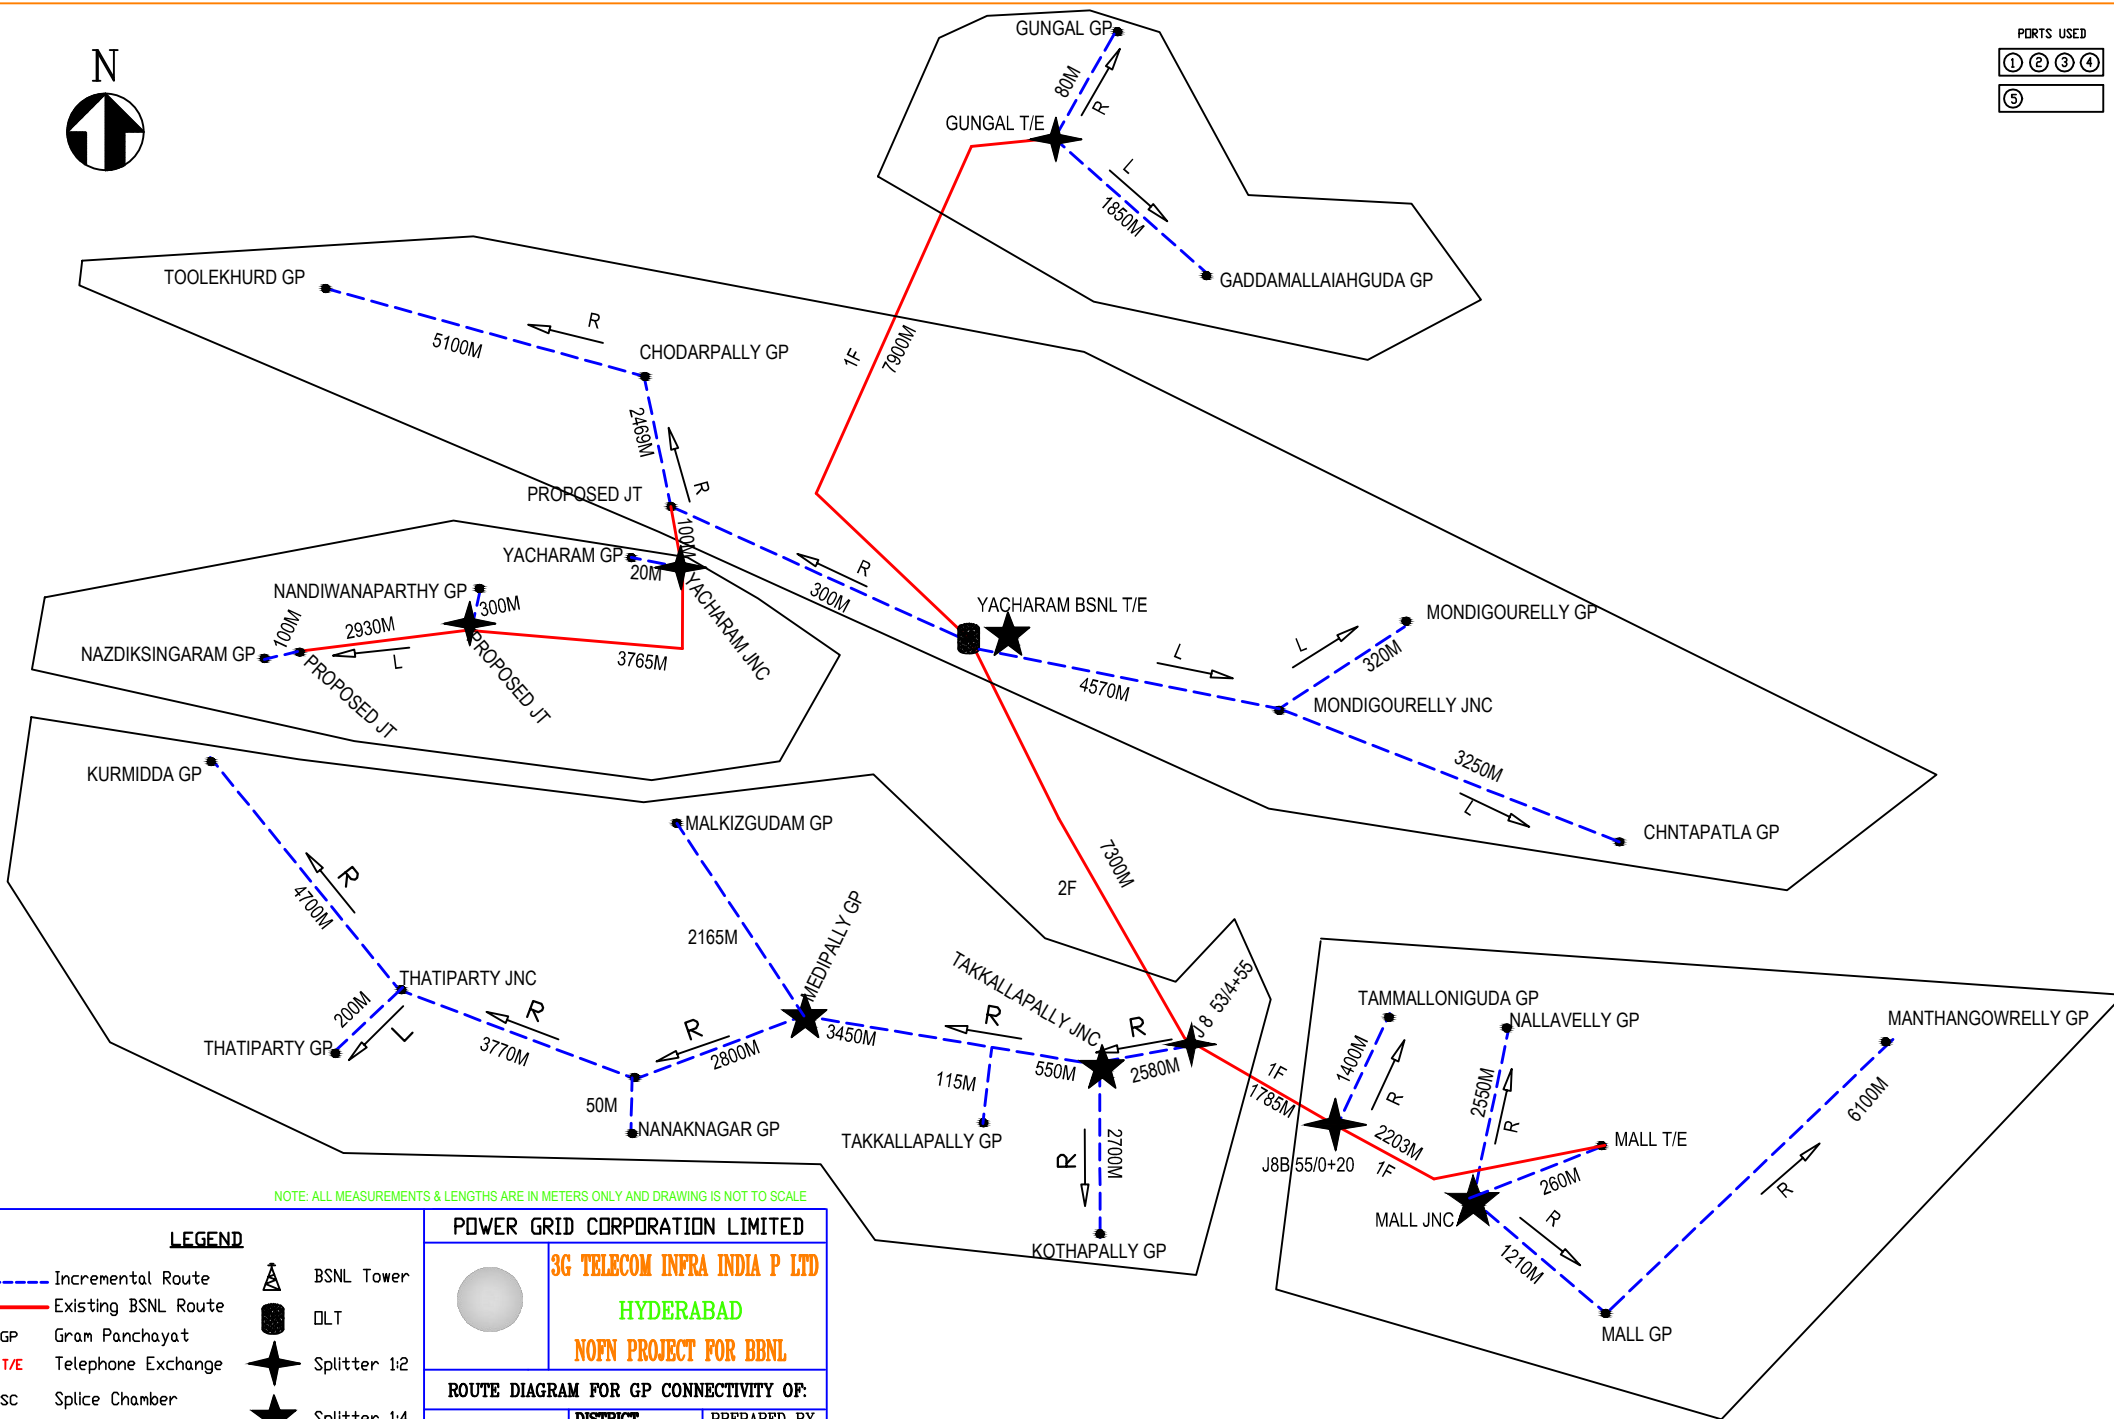 N
PORTS USED
1 2 3 4
5
GUNGAL GP
80M
R
GUNGAL T/E
L
1850M
GADDAMALLAIAHGUDA GP
TOOLEKHURD GP
R
5100M
CHODARPALLY GP
1F
7900M
2469M
R
PROPOSED JT
100M
YACHARAM GP
20M
YACHARAM JNC
NANDIWANAPARTHY GP
300M
100M
2930M
NAZDIKSINGARAM GP
L
PROPOSED JT
PROPOSED JT
3765M
R
300M
YACHARAM BSNL T/E
L
4570M
L
320M
MONDIGOURELLY GP
MONDIGOURELLY JNC
3250M
L
CHNTAPATLA GP
KURMIDDA GP
R
4700M
MALKIZGUDAM GP
2165M
MEDIPALLY GP
7300M
2F
THATIPARTY JNC
200M
L
THATIPARTY GP
R
3770M
R
2800M
50M
NANAKNAGAR GP
3450M
R
TAKKALLAPALLY JNC
R
J8 53/4+55
115M
550M
2580M
TAKKALLAPALLY GP
R
2700M
KOTHAPALLY GP
1F
1785M
TAMMALLONIGUDA GP
1400M
R
J8B 55/0+20
2203M
1F
NALLAVELLY GP
2550M
R
MALL T/E
260M
MALL JNC
R
1210M
MALL GP
MANTHANGOWRELLY GP
6100M
R
NOTE: ALL MEASUREMENTS & LENGTHS ARE IN METERS ONLY AND DRAWING IS NOT TO SCALE
LEGEND
Incremental Route
Existing BSNL Route
GP Gram Panchayat
T/E Telephone Exchange
SC Splice Chamber
BSNL Tower
OLT
Splitter 1:2
Splitter 1:4
POWER GRID CORPORATION LIMITED
3G TELECOM INFRA INDIA P LTD
HYDERABAD
NOFN PROJECT FOR BBNL
ROUTE DIAGRAM FOR GP CONNECTIVITY OF:
DISTRICT
PREPARED BY